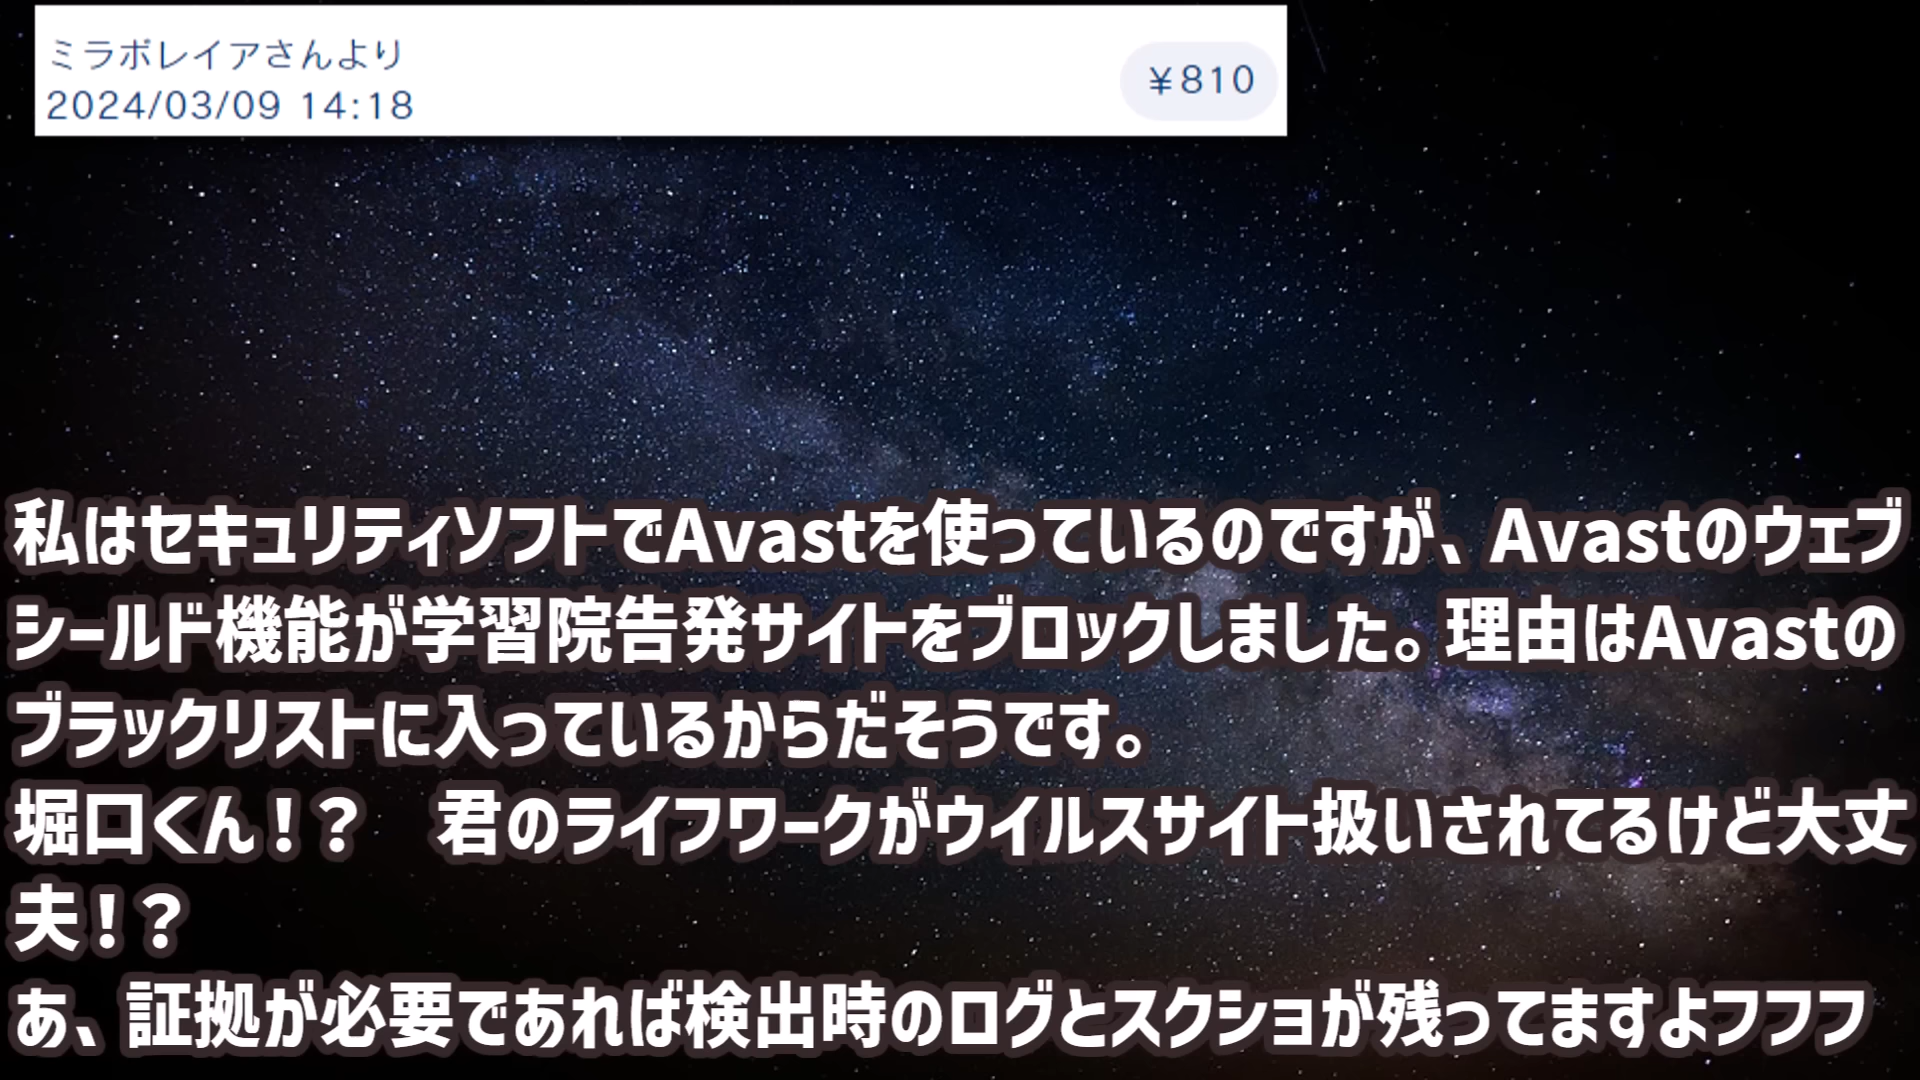 ミラボレイアさんより
2024/03/09 14:18
¥810
私はセキュリティソフトでAvastを使っているのですが、Avastのウェブ
シールド機能が学習院告発サイトをブロックしました。理由はAvastの
ブラックリストに入っているからだそうです。
堀口くん！？　君のライフワークがウイルスサイト扱いされてるけど大丈
夫！？
あ、証拠が必要であれば検出時のログとスクショが残ってますよフフフ